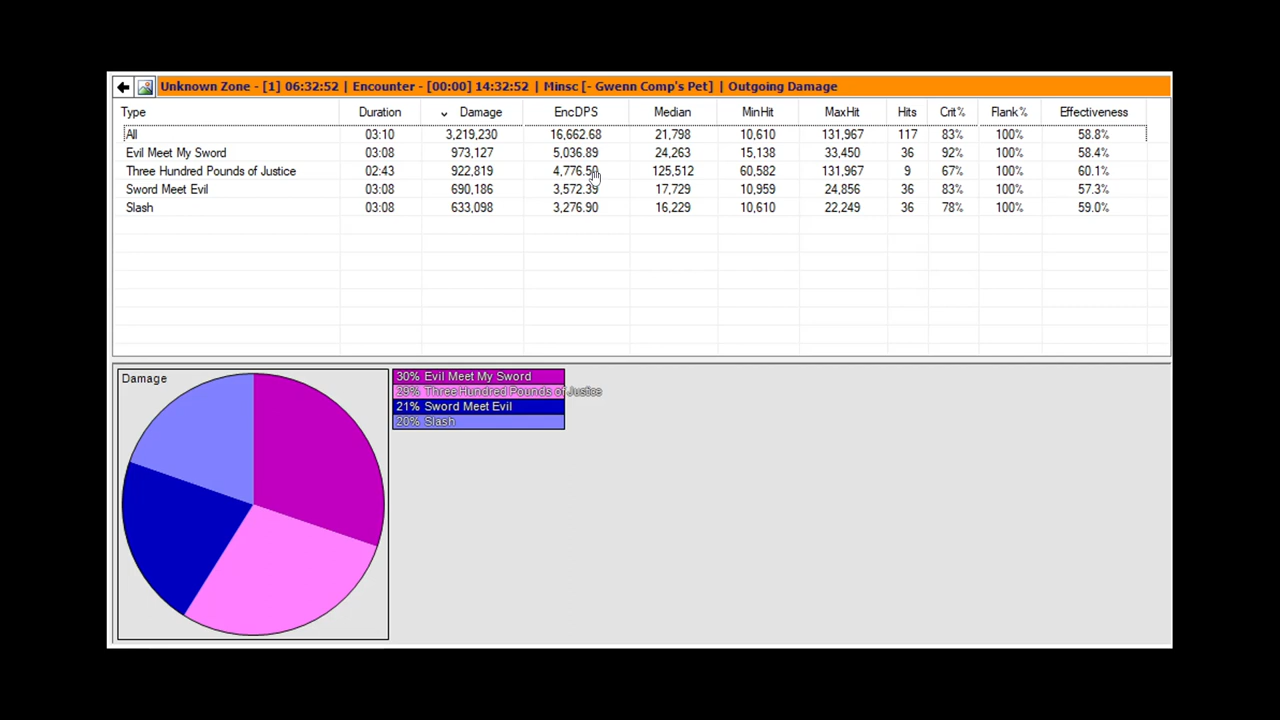 Unknown Zone - [1] 06:32:52 | Encounter - [00:00] 14:32:52 | Minsc [- Gwenn Comp's Pet] | Outgoing Damage
Type Duration Damage EncDPS Median MinHit MaxHit Hits Crit% Flank% Effectiveness
All 03:10 3,219,230 16,662.68 21,798 10,610 131,967 117 83% 100% 58.8%
Evil Meet My Sword 03:08 973,127 5,036.89 24,263 15,138 33,450 36 92% 100% 58.4%
Three Hundred Pounds of Justice 02:43 922,819 4,776.50 125,512 60,582 131,967 9 67% 100% 60.1%
Sword Meet Evil 03:08 690,186 3,572.39 17,729 10,959 24,856 36 83% 100% 57.3%
Slash 03:08 633,098 3,276.90 16,229 10,610 22,249 36 78% 100% 59.0%
Damage
30% Evil Meet My Sword
29% Three Hundred Pounds of Justice
21% Sword Meet Evil
20% Slash